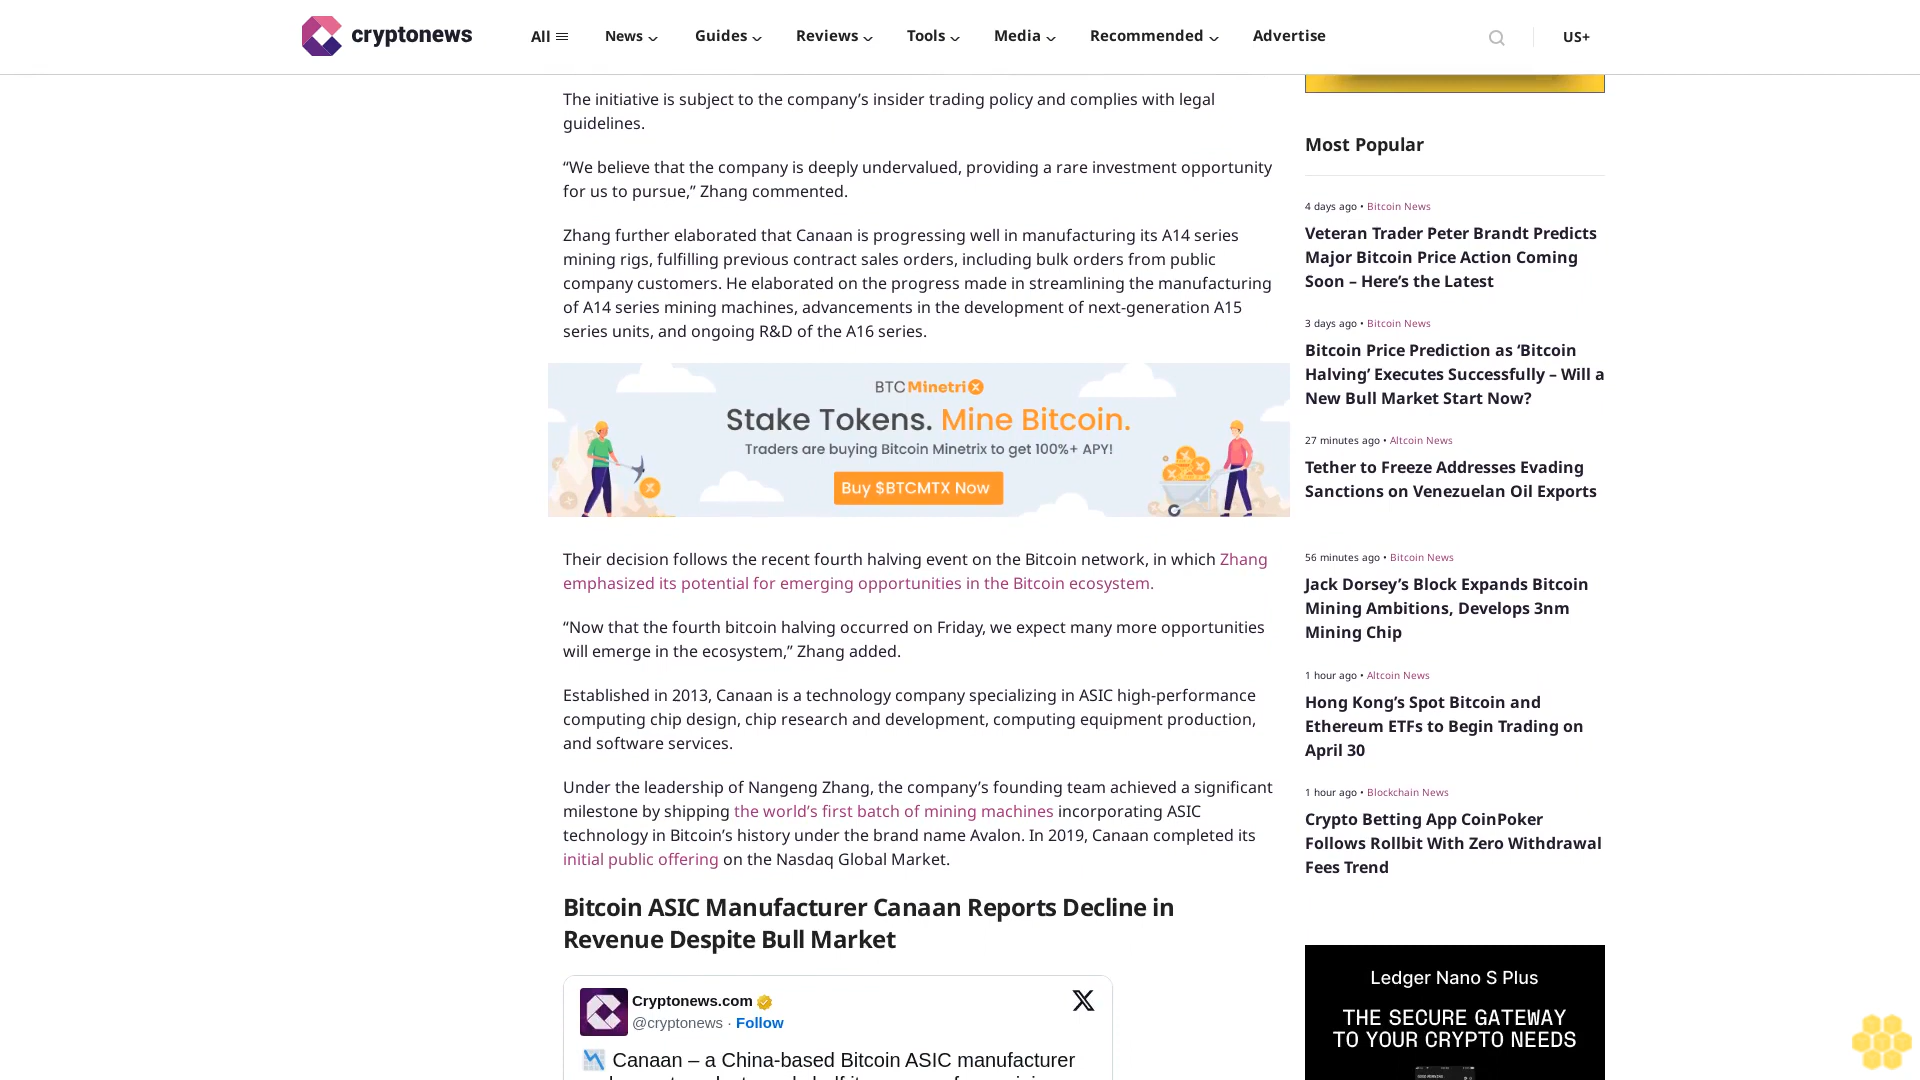 cryptonews
All
News
Guides
Reviews
Tools
Media
Recommended
Advertise
US+
The initiative is subject to the company’s insider trading policy and complies with legal
guidelines.
“We believe that the company is deeply undervalued, providing a rare investment opportunity
for us to pursue,” Zhang commented.
Zhang further elaborated that Canaan is progressing well in manufacturing its A14 series
mining rigs, fulfilling previous contract sales orders, including bulk orders from public
company customers. He elaborated on the progress made in streamlining the manufacturing
of A14 series mining machines, advancements in the development of next-generation A15
series units, and ongoing R&D of the A16 series.
BTC Minetrix
Stake Tokens. Mine Bitcoin.
Traders are buying Bitcoin Minetrix to get 100%+ APY!
Buy $BTCMTX Now
Their decision follows the recent fourth halving event on the Bitcoin network, in which Zhang
emphasized its potential for emerging opportunities in the Bitcoin ecosystem.
“Now that the fourth bitcoin halving occurred on Friday, we expect many more opportunities
will emerge in the ecosystem,” Zhang added.
Established in 2013, Canaan is a technology company specializing in ASIC high-performance
computing chip design, chip research and development, computing equipment production,
and software services.
Under the leadership of Nangeng Zhang, the company’s founding team achieved a significant
milestone by shipping the world’s first batch of mining machines incorporating ASIC
technology in Bitcoin’s history under the brand name Avalon. In 2019, Canaan completed its
initial public offering on the Nasdaq Global Market.
Bitcoin ASIC Manufacturer Canaan Reports Decline in
Revenue Despite Bull Market
Cryptonews.com
@cryptonews · Follow
Canaan – a China-based Bitcoin ASIC manufacturer
Most Popular
4 days ago • Bitcoin News
Veteran Trader Peter Brandt Predicts
Major Bitcoin Price Action Coming
Soon – Here’s the Latest
3 days ago • Bitcoin News
Bitcoin Price Prediction as ‘Bitcoin
Halving’ Executes Successfully – Will a
New Bull Market Start Now?
27 minutes ago • Altcoin News
Tether to Freeze Addresses Evading
Sanctions on Venezuelan Oil Exports
56 minutes ago • Bitcoin News
Jack Dorsey’s Block Expands Bitcoin
Mining Ambitions, Develops 3nm
Mining Chip
1 hour ago • Altcoin News
Hong Kong’s Spot Bitcoin and
Ethereum ETFs to Begin Trading on
April 30
1 hour ago • Blockchain News
Crypto Betting App CoinPoker
Follows Rollbit With Zero Withdrawal
Fees Trend
Ledger Nano S Plus
THE SECURE GATEWAY
TO YOUR CRYPTO NEEDS